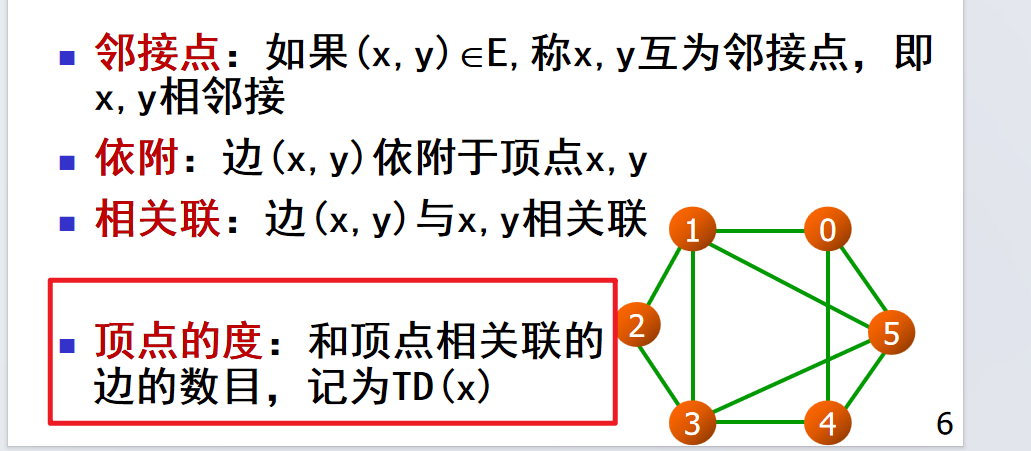 邻接点：如果(x,y)∈E,称x,y互为邻接点，即
x,y相邻接
依附：边(x,y)依附于顶点x,y
相关联：边(x,y)与x,y相关联
1
0
2
5
顶点的度：和顶点相关联的
边的数目，记为TD(x)
3
4
6